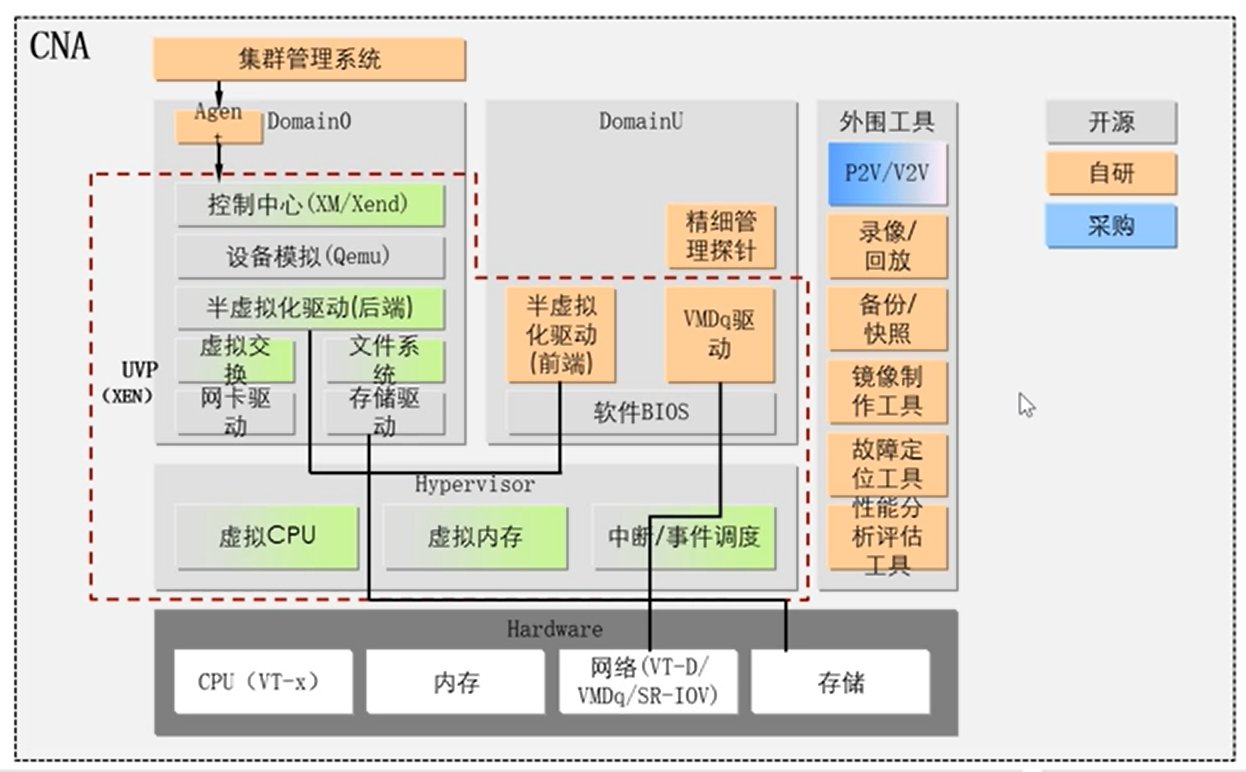 CNA
集群管理系统
Agen
t
Domain0
控制中心(XM/Xend)
设备模拟(Qemu)
半虚拟化驱动(后端)
虚拟交
换
文件系
统
网卡驱
动
存储驱
动
UVP
(XEN)
DomainU
精细管
理探针
半虚拟
化驱动
(前端)
VMDq驱
动
软件BIOS
Hypervisor
虚拟CPU
虚拟内存
中断/事件调度
Hardware
CPU（VT-x）
内存
网络(VT-D/
VMDq/SR-IOV)
存储
外围工具
P2V/V2V
录像/
回放
备份/
快照
镜像制
作工具
故障定
位工具
性能分
析评估
工具
开源
自研
采购